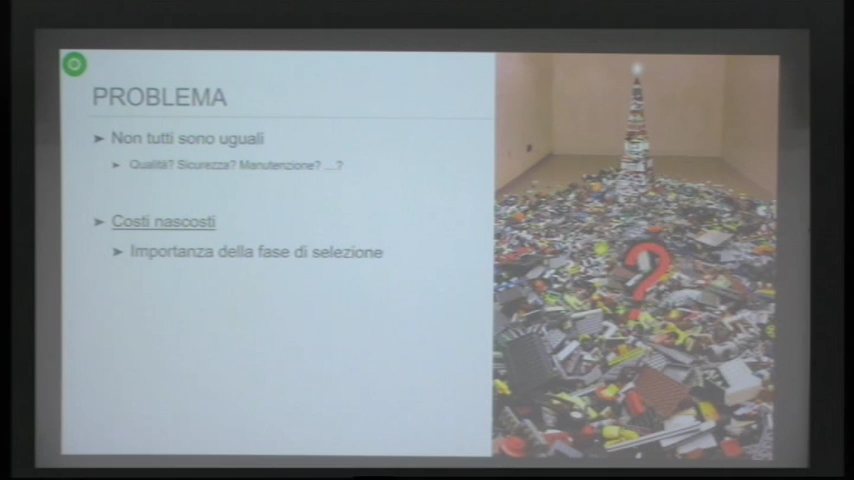 PROBLEMA
Non tutti sono uguali
Qualità? Sicurezza? Manutenzione? ...?
Costi nascosti
Importanza della fase di selezione
?